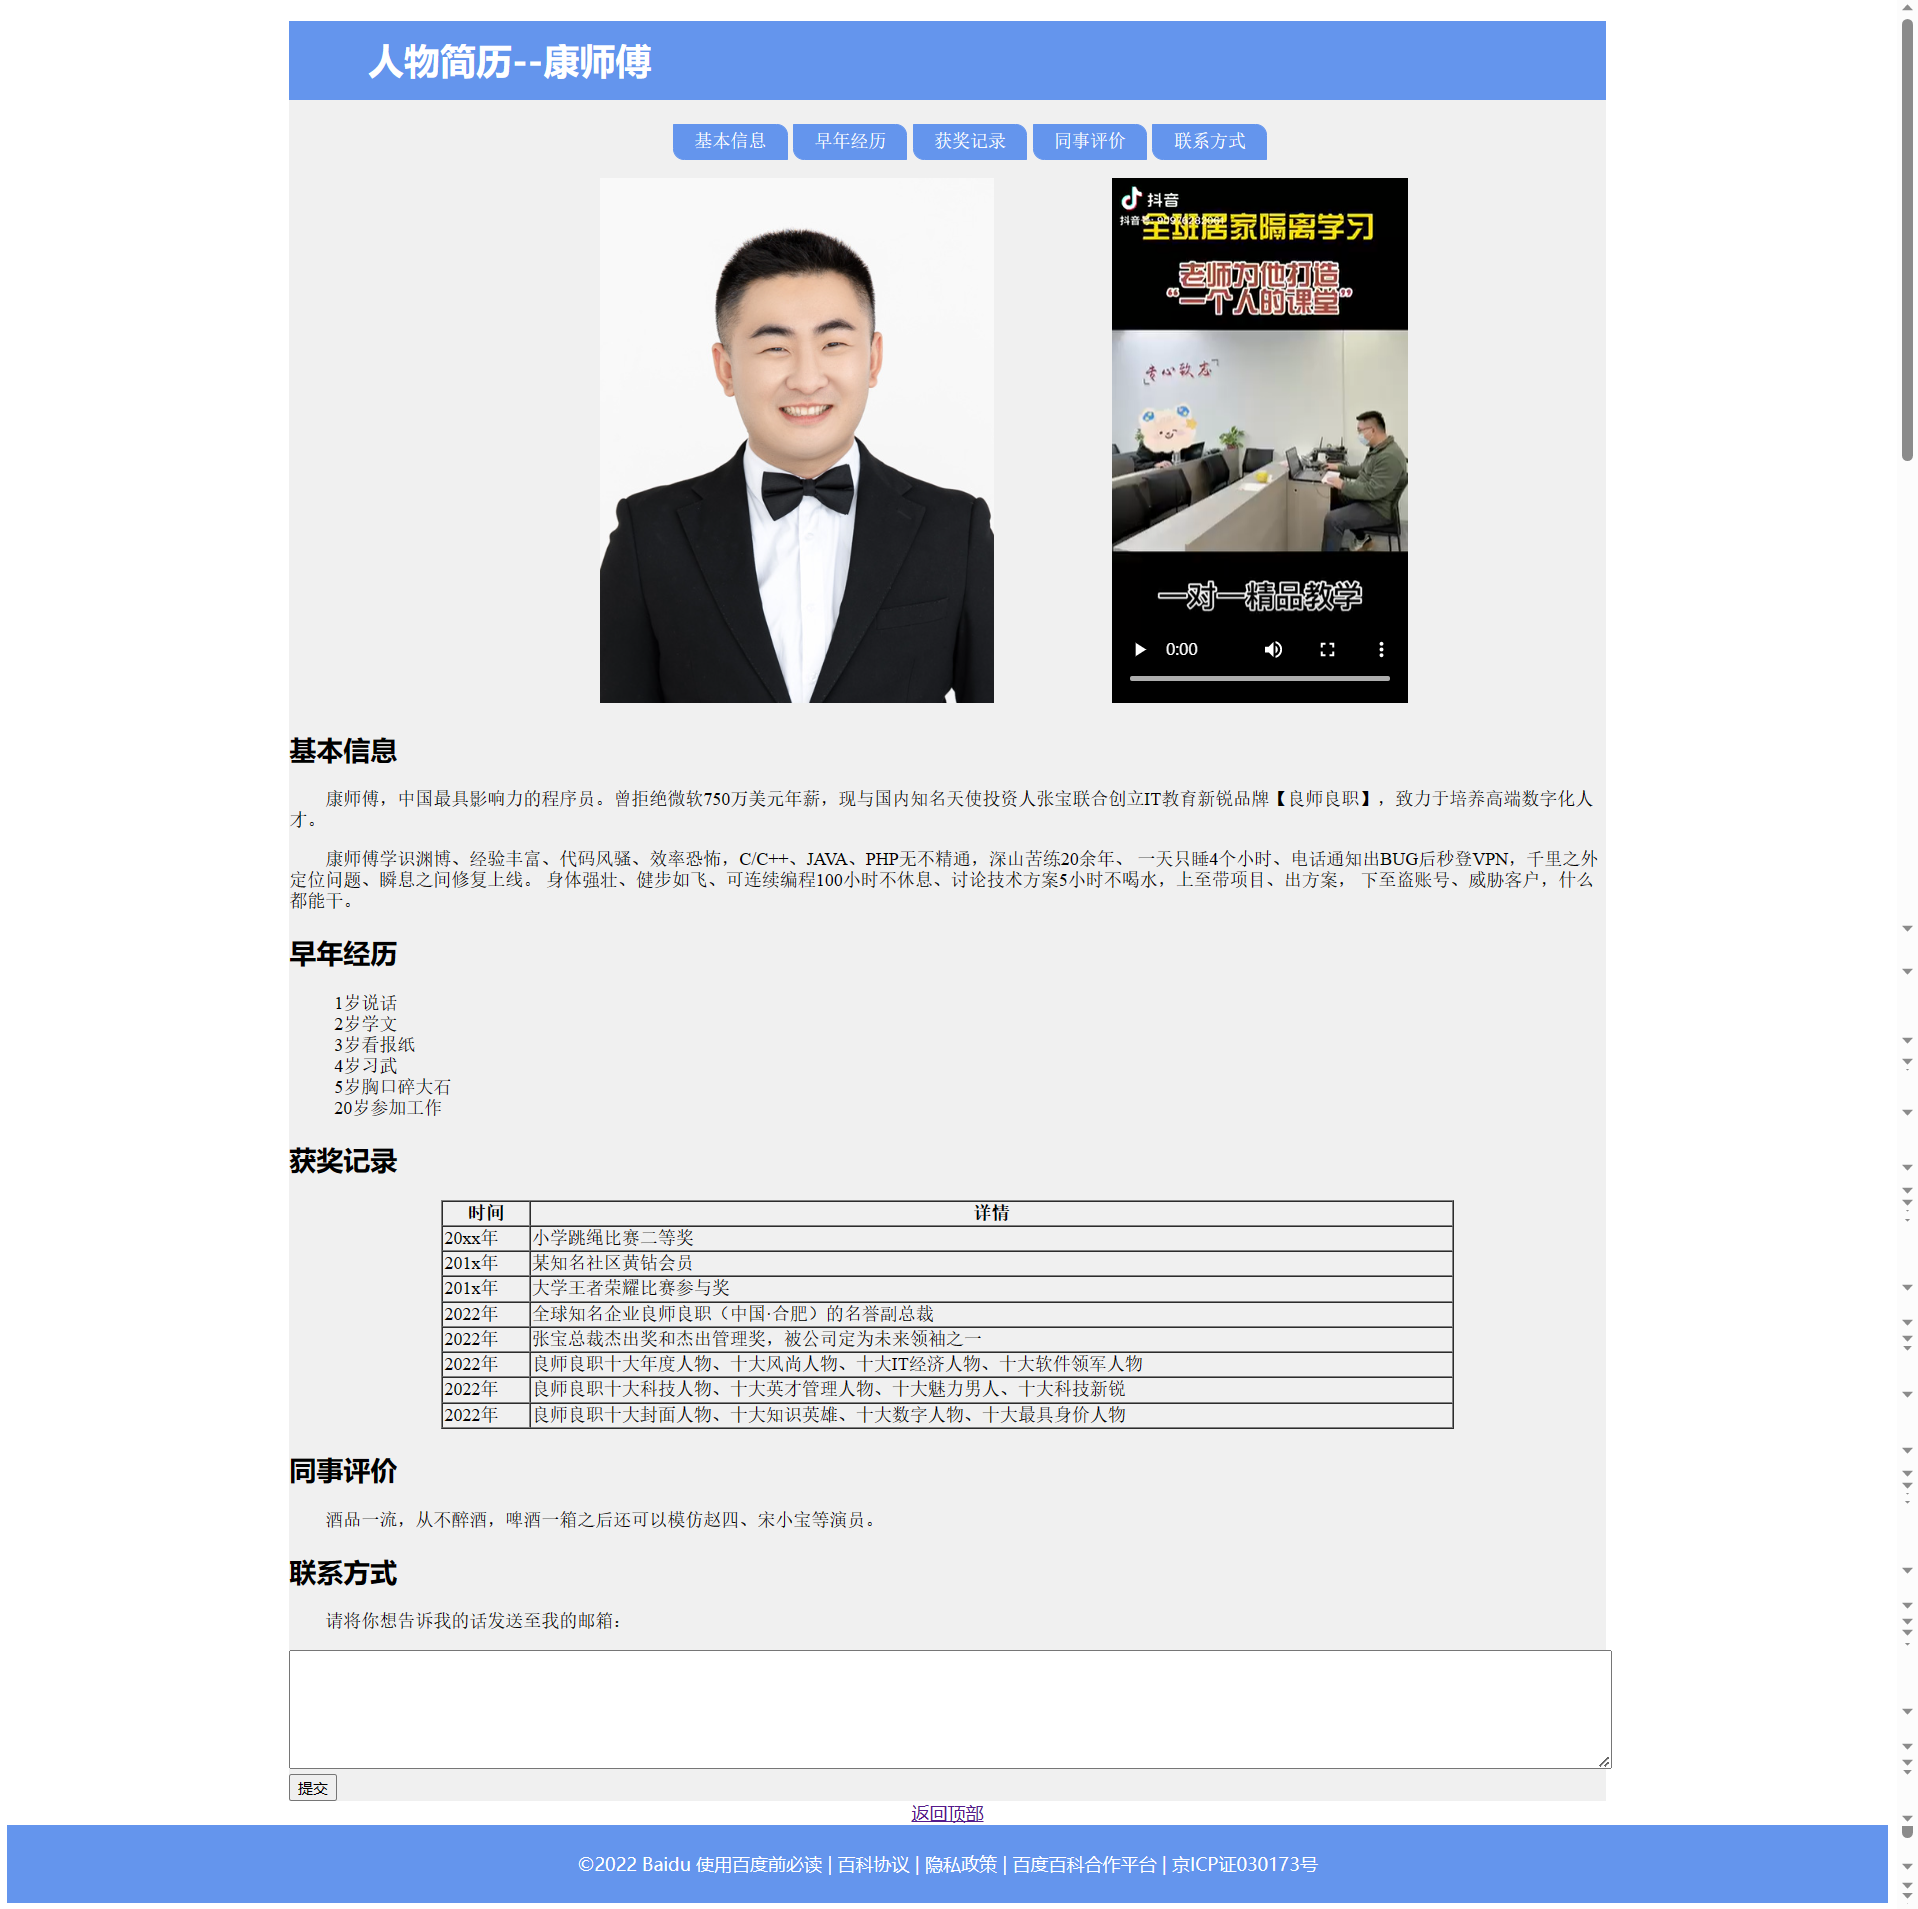 人物简历--康师傅
基本信息 早年经历 获奖记录 同事评价 联系方式
抖音
全班居家隔离学习
老师为他打造
“一个人的课堂”
专心致志
一对一精品教学
0:00
基本信息
康师傅，中国最具影响力的程序员。曾拒绝微软750万美元年薪，现与国内知名天使投资人张宝联合创立IT教育新锐品牌【良师良职】，致力于培养高端数字化人
才。
康师傅学识渊博、经验丰富、代码风骚、效率恐怖，C/C++、JAVA、PHP无不精通，深山苦练20余年、 一天只睡4个小时、电话通知出BUG后秒登VPN，千里之外
定位问题、瞬息之间修复上线。 身体强壮、健步如飞、可连续编程100小时不休息、讨论技术方案5小时不喝水，上至带项目、出方案， 下至盗账号、威胁客户，什么
都能干。
早年经历
1岁说话
2岁学文
3岁看报纸
4岁习武
5岁胸口碎大石
20岁参加工作
获奖记录
时间 详情
20xx年 小学跳绳比赛二等奖
201x年 某知名社区黄钻会员
201x年 大学王者荣耀比赛参与奖
2022年 全球知名企业良师良职（中国·合肥）的名誉副总裁
2022年 张宝总裁杰出奖和杰出管理奖，被公司定为未来领袖之一
2022年 良师良职十大年度人物、十大风尚人物、十大IT经济人物、十大软件领军人物
2022年 良师良职十大科技人物、十大英才管理人物、十大魅力男人、十大科技新锐
2022年 良师良职十大封面人物、十大知识英雄、十大数字人物、十大最具身价人物
同事评价
酒品一流，从不醉酒，啤酒一箱之后还可以模仿赵四、宋小宝等演员。
联系方式
请将你想告诉我的话发送至我的邮箱：
提交
返回顶部
©2022 Baidu 使用百度前必读 | 百科协议 | 隐私政策 | 百度百科合作平台 | 京ICP证030173号